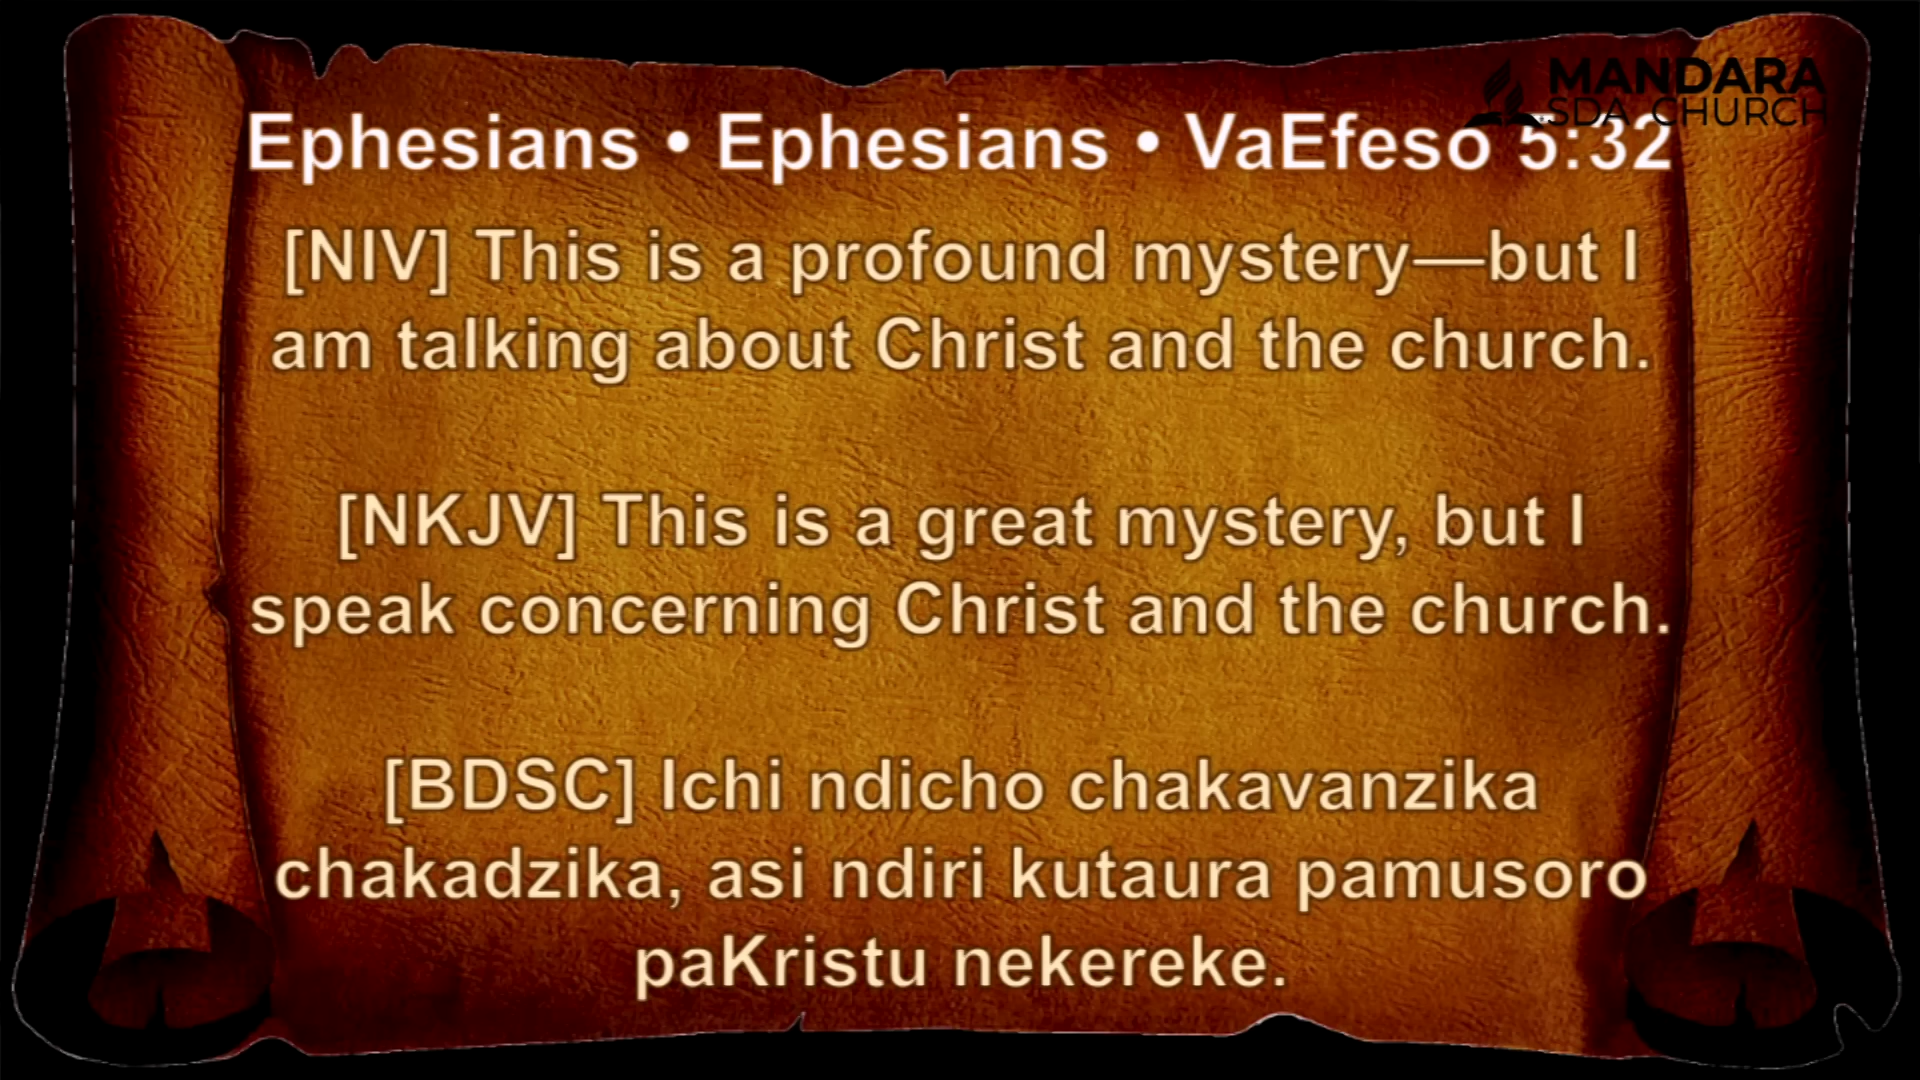 MANDARA
SDA CHURCH
Ephesians • Ephesians • VaEfeso 5:32
[NIV] This is a profound mystery—but I
am talking about Christ and the church.
[NKJV] This is a great mystery, but I
speak concerning Christ and the church.
[BDSC] Ichi ndicho chakavanzika
chakadzika, asi ndiri kutaura pamusoro
paKristu nekereke.